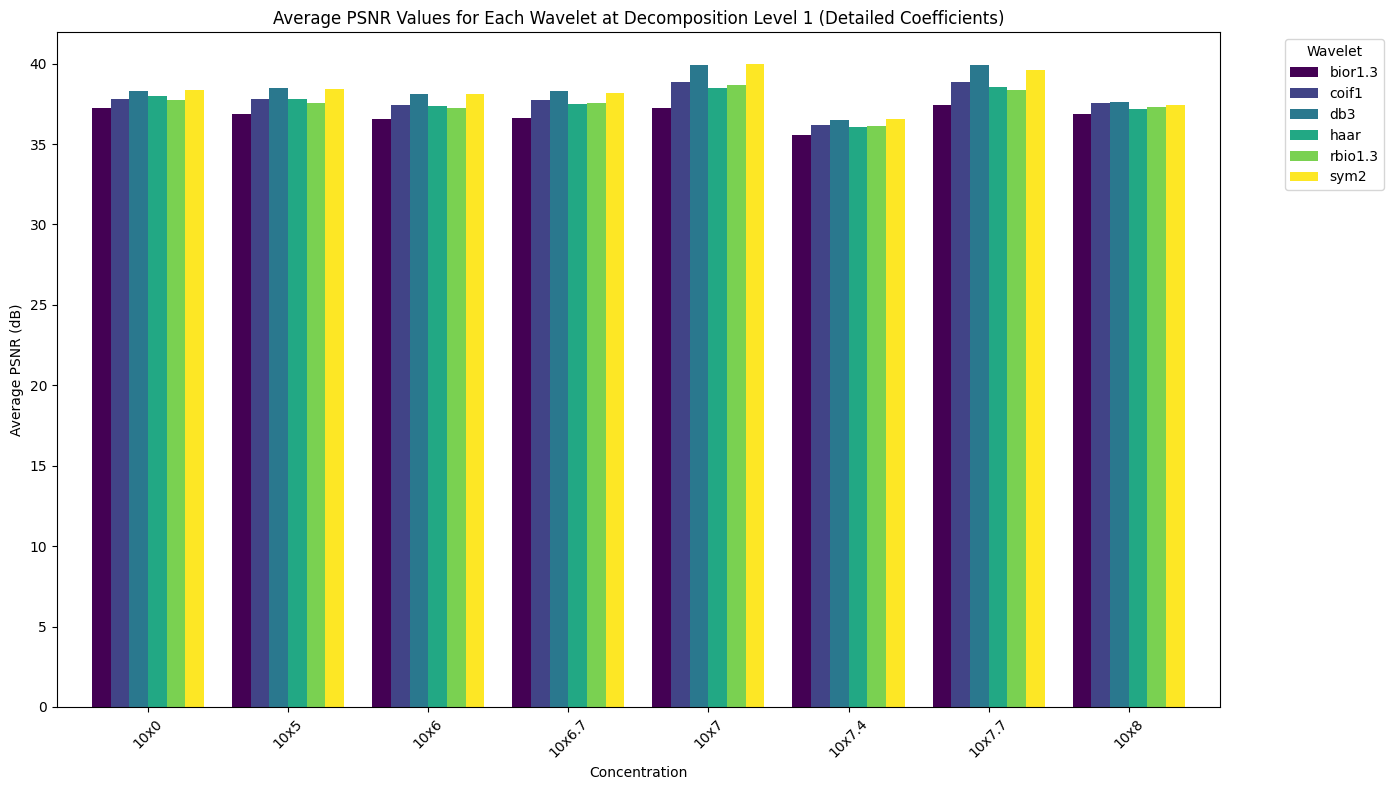 Average PSNR Values for Each Wavelet at Decomposition Level 1 (Detailed Coefficients)
Average PSNR (dB)
40
35
30
25
20
15
10
5
0
10x0
10x5
10x6
10x6.7
10x7
10x7.4
10x7.7
10x8
Concentration
Wavelet
bior1.3
coif1
db3
haar
rbio1.3
sym2